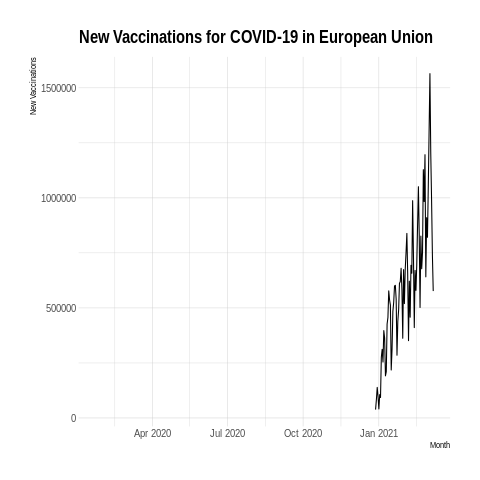 New Vaccinations for COVID-19 in European Union
New Vaccinations
1500000
1000000
500000
0
Apr 2020
Jul 2020
Oct 2020
Jan 2021
Month